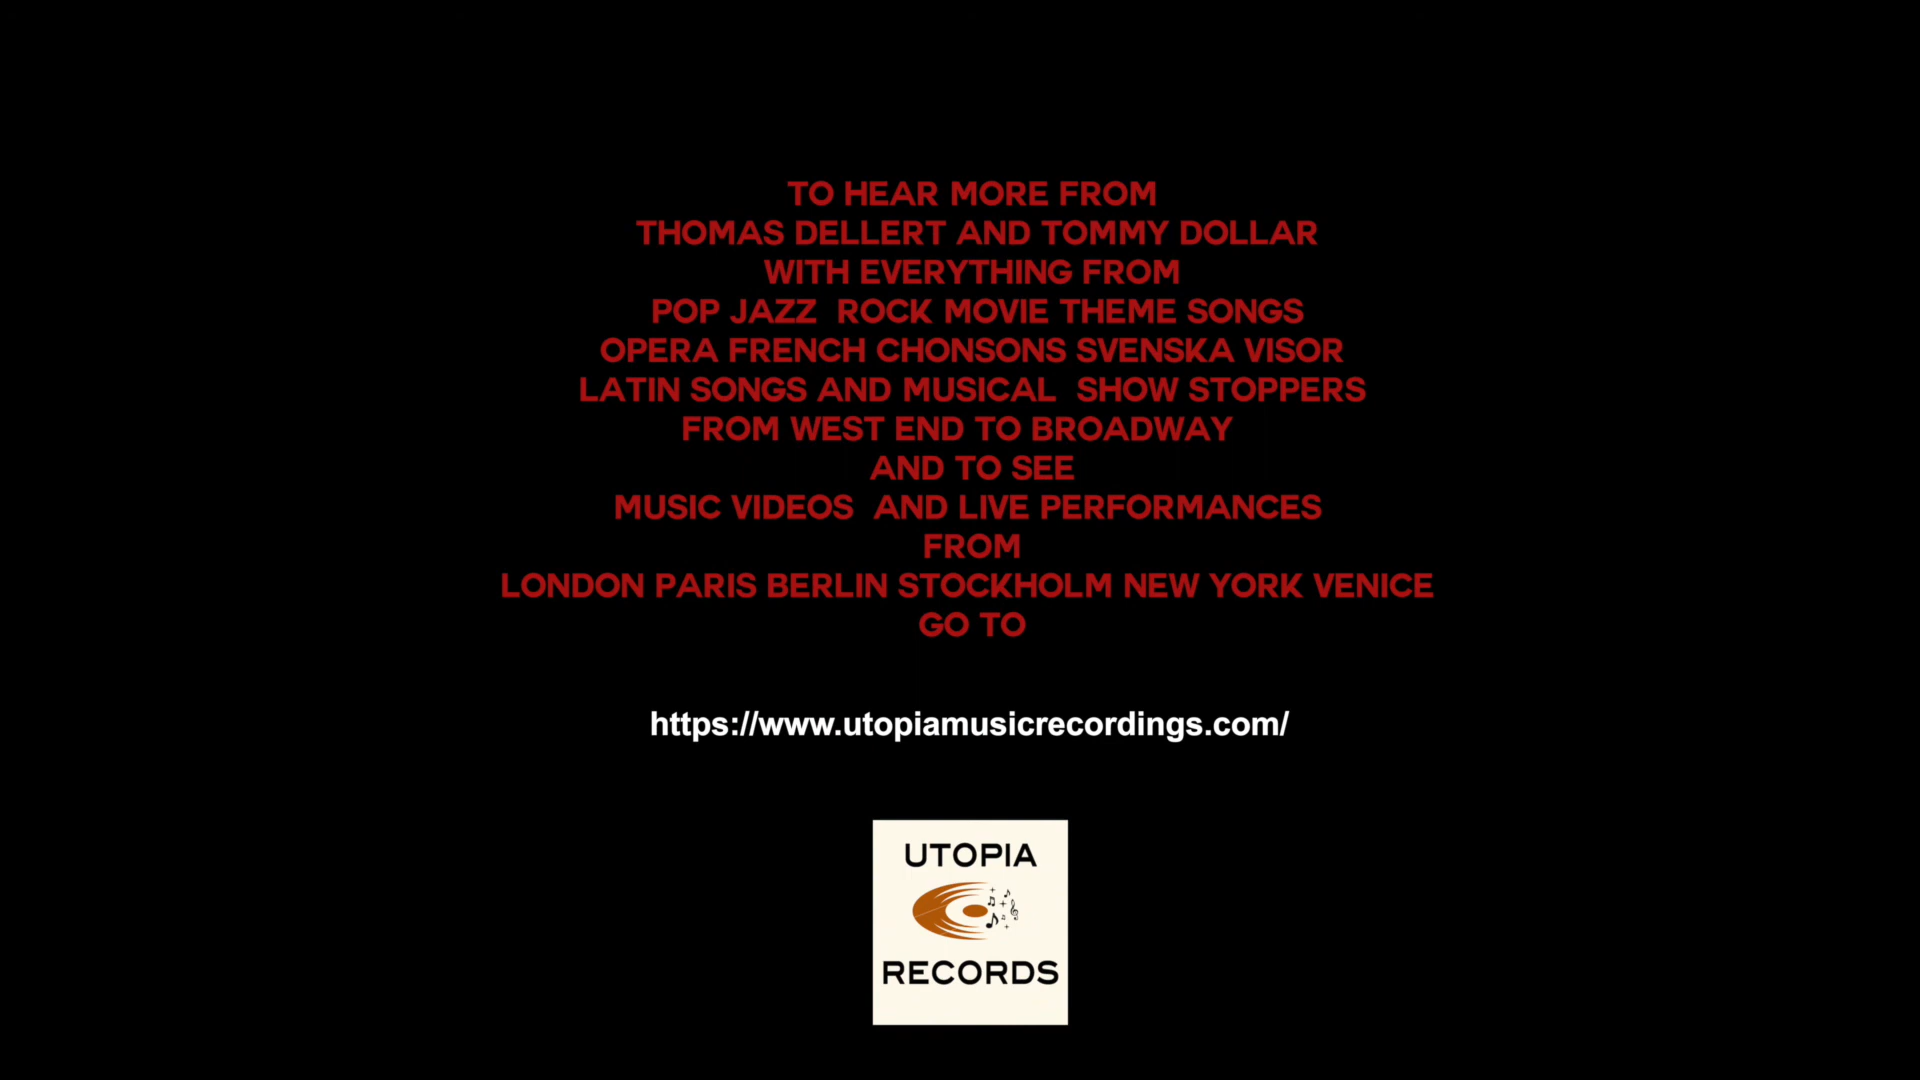 TO HEAR MORE FROM
THOMAS DELLERT AND TOMMY DOLLAR
WITH EVERYTHING FROM
POP JAZZ  ROCK MOVIE THEME SONGS
OPERA FRENCH CHONSONS SVENSKA VISOR
LATIN SONGS AND MUSICAL  SHOW STOPPERS
FROM WEST END TO BROADWAY
AND TO SEE
MUSIC VIDEOS  AND LIVE PERFORMANCES
FROM
LONDON PARIS BERLIN STOCKHOLM NEW YORK VENICE
GO TO
https://www.utopiamusicrecordings.com/
UTOPIA
RECORDS